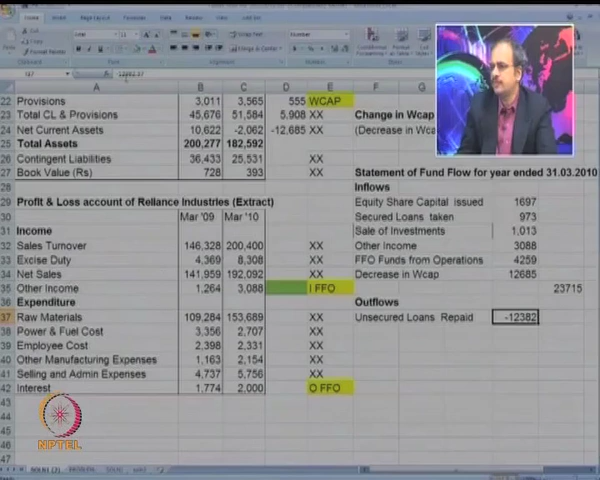 22 Provisions 3,011 3,565 555 WCAP
23 Total CL & Provisions 45,676 51,584 5,908 XX Change in Wcap
24 Net Current Assets 10,622 -2,062 -12,685 XX (Decrease in Wca
25 Total Assets 200,277 182,592
26 Contingent Liabilities 36,433 25,531 XX
27 Book Value (Rs) 728 393 XX Statement of Fund Flow for year ended 31.03.2010
28 Inflows
29 Profit & Loss account of Reliance Industries (Extract) Equity Share Capital issued 1697
30 Mar '09 Mar '10 Secured Loans taken 973
31 Income Sale of Investments 1,013
32 Sales Turnover 146,328 200,400 XX Other Income 3088
33 Excise Duty 4,369 8,308 XX FFO Funds from Operations 4259
34 Net Sales 141,959 192,092 XX Decrease in Wcap 12685
35 Other Income 1,264 3,088 I FFO 23715
36 Expenditure Outflows
37 Raw Materials 109,284 153,689 XX Unsecured Loans Repaid -12382
38 Power & Fuel Cost 3,356 2,707 XX
39 Employee Cost 2,398 2,331 XX
40 Other Manufacturing Expenses 1,163 2,154 XX
41 Selling and Admin Expenses 4,737 5,756 XX
42 Interest 1,774 2,000 O FFO
43
44
45
46
NPTEL